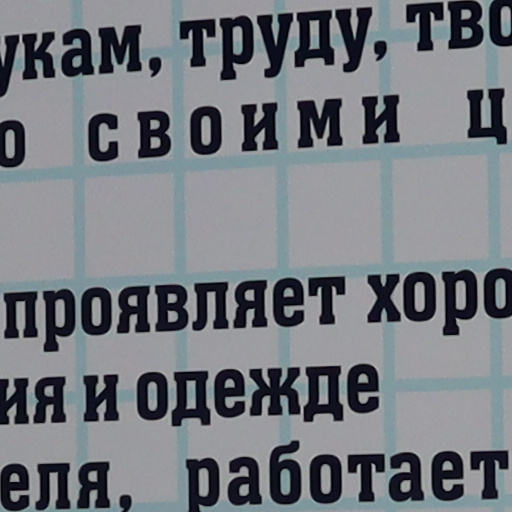 укам, труду, тво
о своими ц
проявляет хоро
ия и одежде
еля, работает